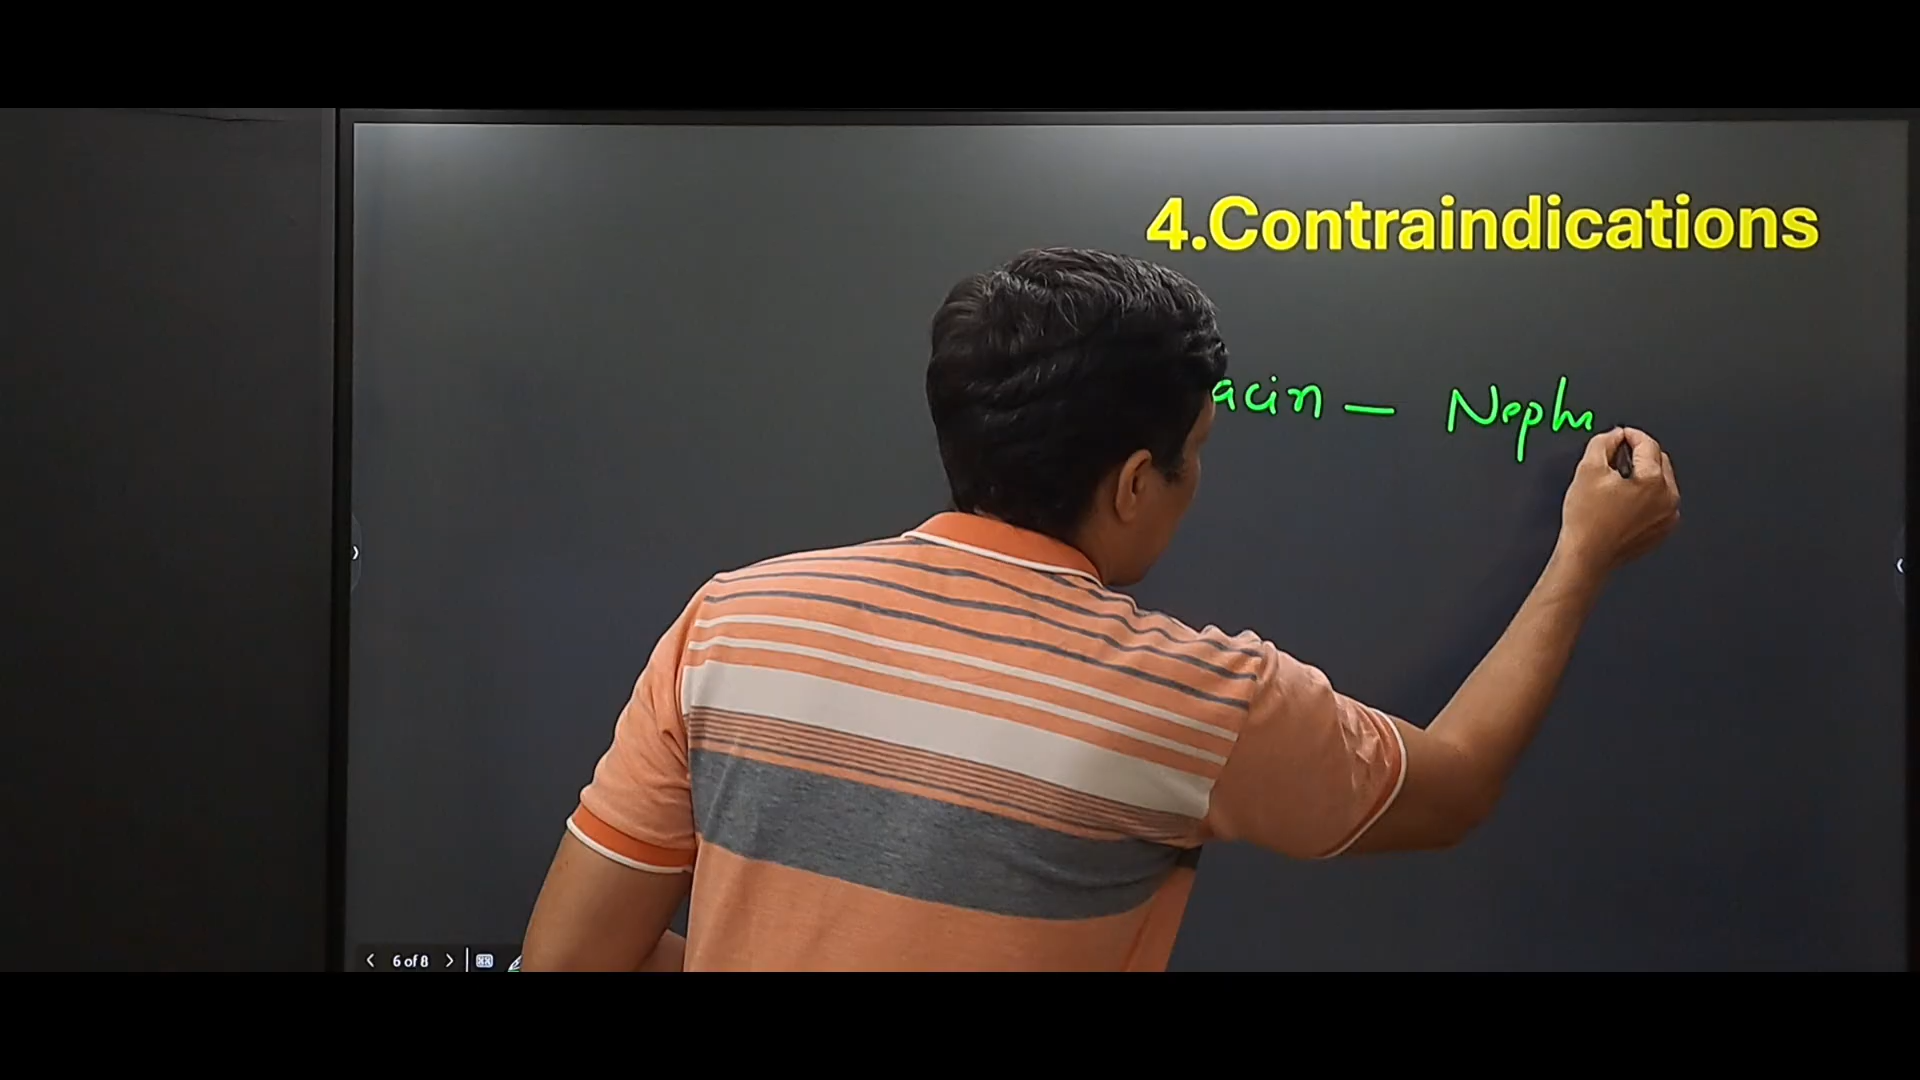 4.Contraindications
acin — Neph
6 of 8